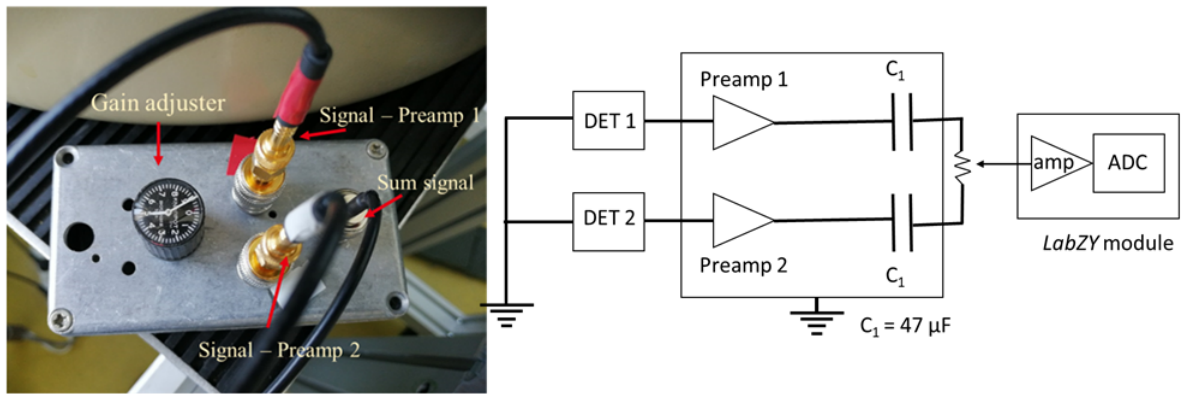 Gain adjuster
Signal – Preamp 1
Sum signal
Signal – Preamp 2
Preamp 1
C1
DET 1
amp
ADC
DET 2
LabZY module
Preamp 2
C1
C1 = 47 µF